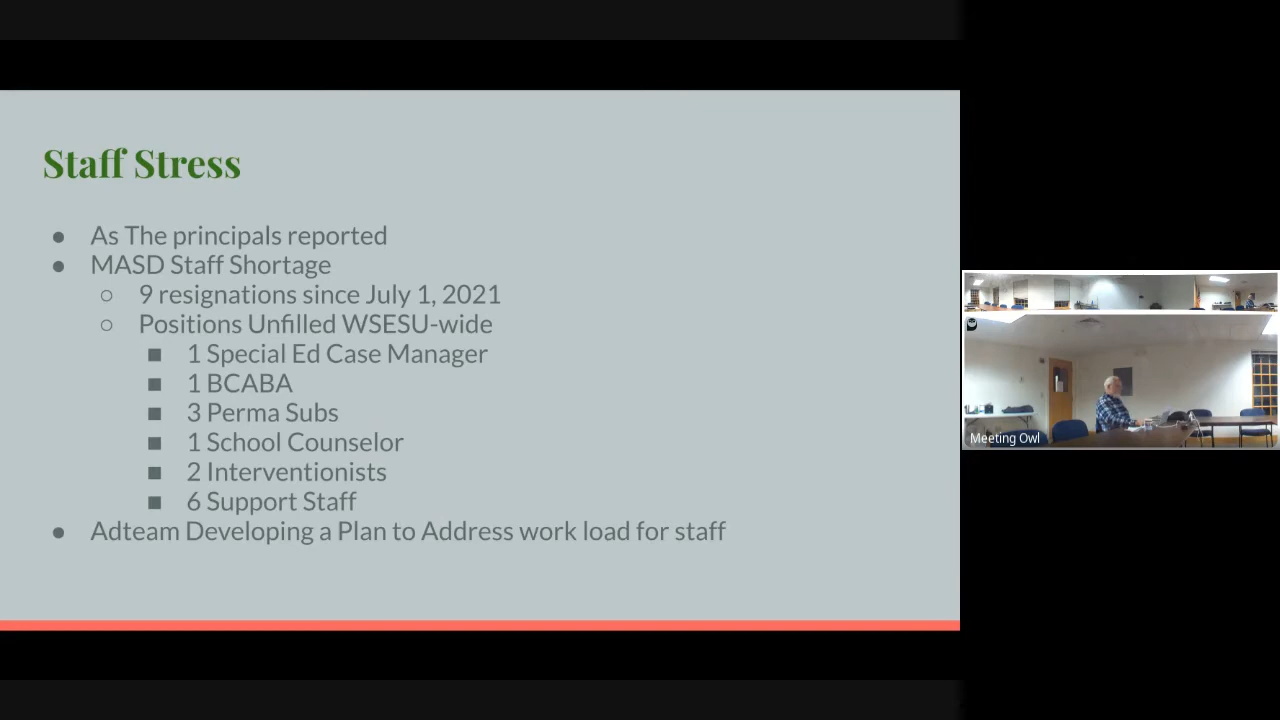 Staff Stress
● As The principals reported
● MASD Staff Shortage
○ 9 resignations since July 1, 2021
○ Positions Unfilled WSESU-wide
■ 1 Special Ed Case Manager
■ 1 BCABA
■ 3 Perma Subs
■ 1 School Counselor
■ 2 Interventionists
■ 6 Support Staff
● Adteam Developing a Plan to Address work load for staff
Meeting Owl